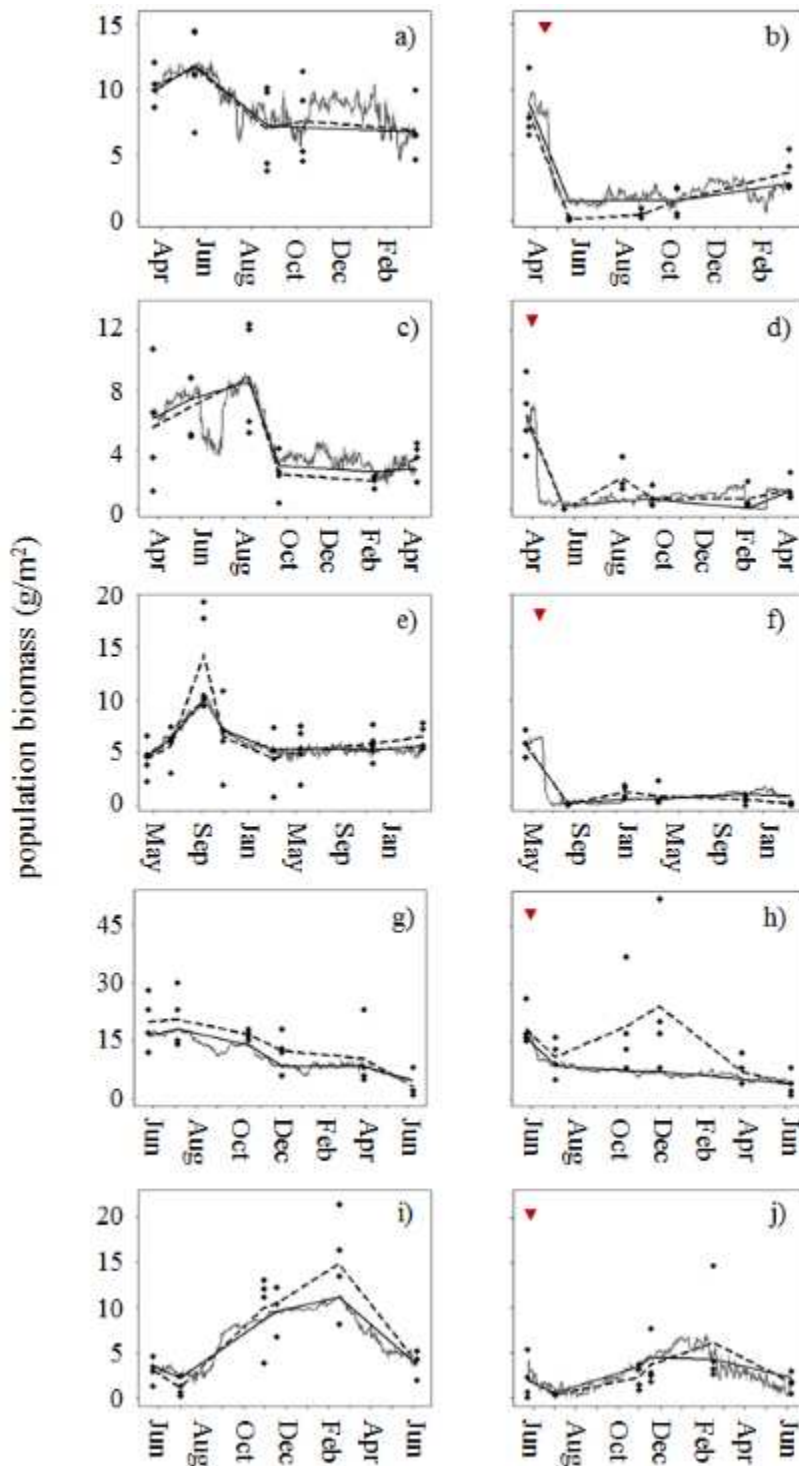 population biomass (g/m²)
15
10
5
0
a)
Apr
Jun
Aug
Oct
Dec
Feb
b)
Apr
Jun
Aug
Oct
Dec
Feb
12
8
4
0
c)
Apr
Jun
Aug
Oct
Dec
Feb
Apr
d)
Apr
Jun
Aug
Oct
Dec
Feb
Apr
20
15
10
5
0
e)
May
Sep
Jan
May
Sep
Jan
f)
May
Sep
Jan
May
Sep
Jan
45
30
15
0
g)
Jun
Aug
Oct
Dec
Feb
Apr
Jun
h)
Jun
Aug
Oct
Dec
Feb
Apr
Jun
20
15
10
5
0
i)
Jun
Aug
Oct
Dec
Feb
Apr
Jun
j)
Jun
Aug
Oct
Dec
Feb
Apr
Jun